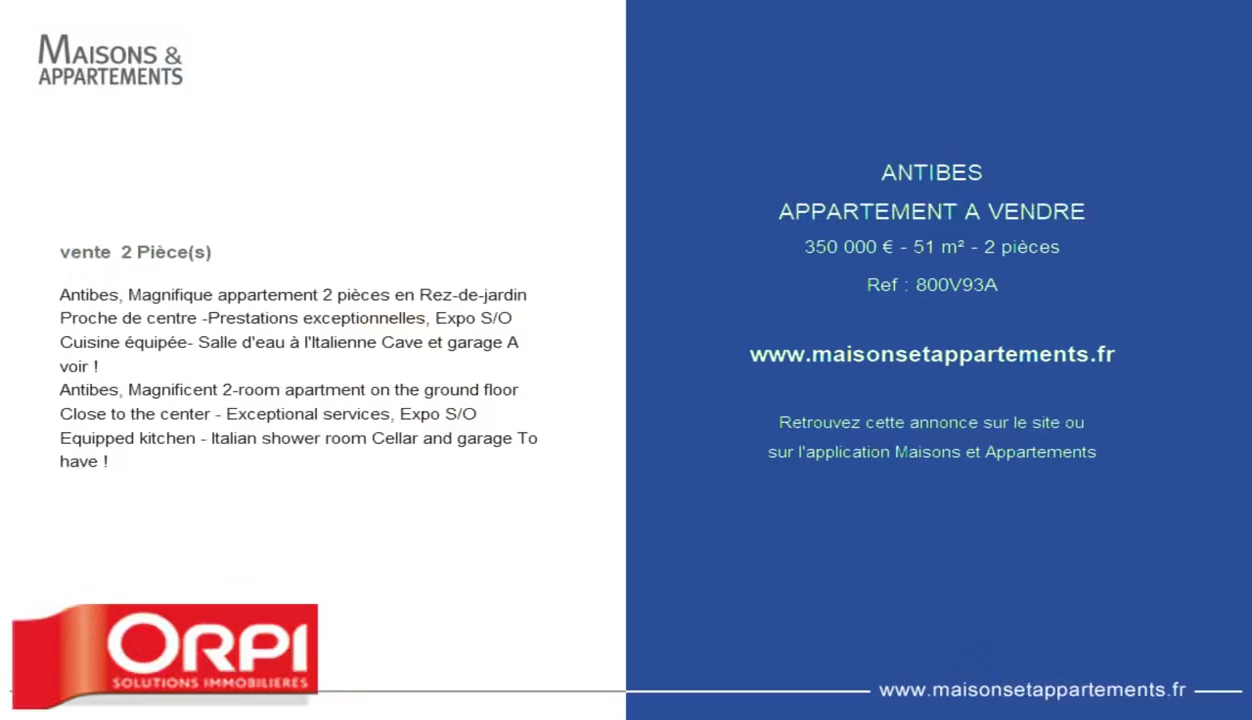 MAISONS &
APPARTEMENTS
vente 2 Pièce(s)
Antibes, Magnifique appartement 2 pièces en Rez-de-jardin
Proche de centre -Prestations exceptionnelles, Expo S/O
Cuisine équipée- Salle d'eau à l'Italienne Cave et garage A
voir !
Antibes, Magnificent 2-room apartment on the ground floor
Close to the center - Exceptional services, Expo S/O
Equipped kitchen - Italian shower room Cellar and garage To
have !
ORPI
SOLUTIONS IMMOBILIERES
ANTIBES
APPARTEMENT A VENDRE
350 000 € - 51 m² - 2 pièces
Ref : 800V93A
www.maisonsetappartements.fr
Retrouvez cette annonce sur le site ou
sur l'application Maisons et Appartements
www.maisonsetappartements.fr